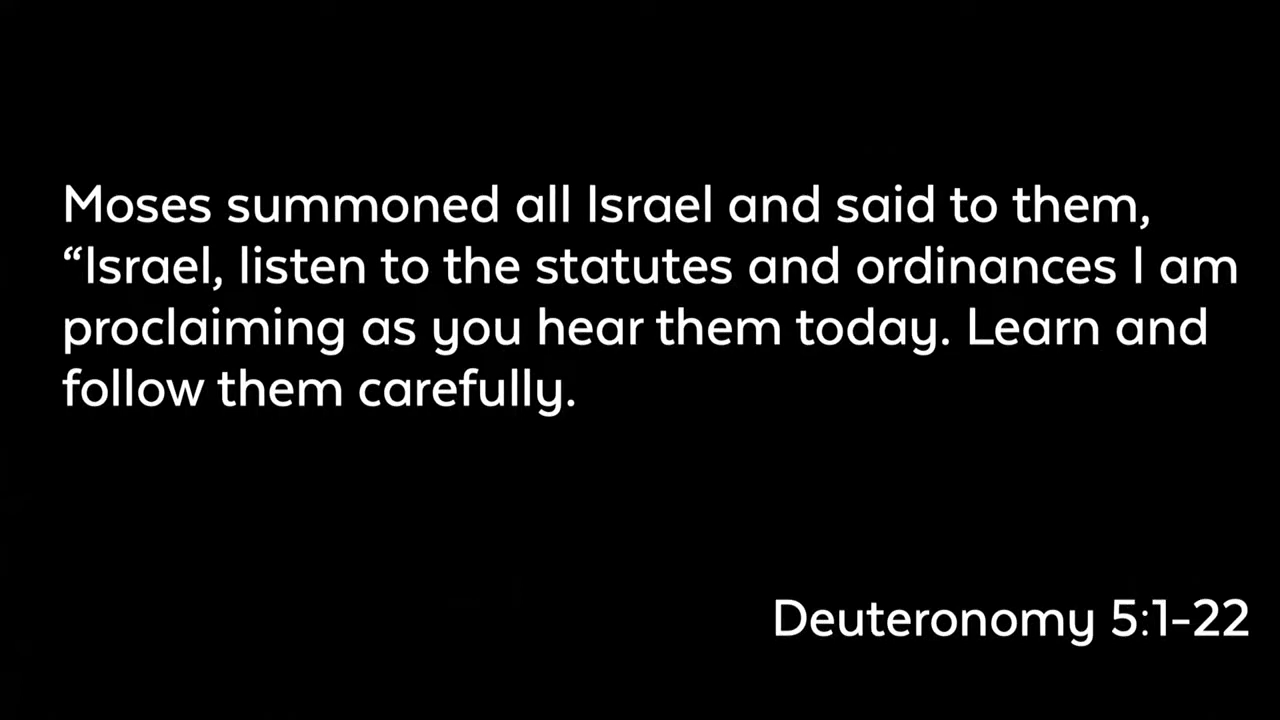 Moses summoned all Israel and said to them,
“Israel, listen to the statutes and ordinances I am
proclaiming as you hear them today. Learn and
follow them carefully.
Deuteronomy 5:1-22